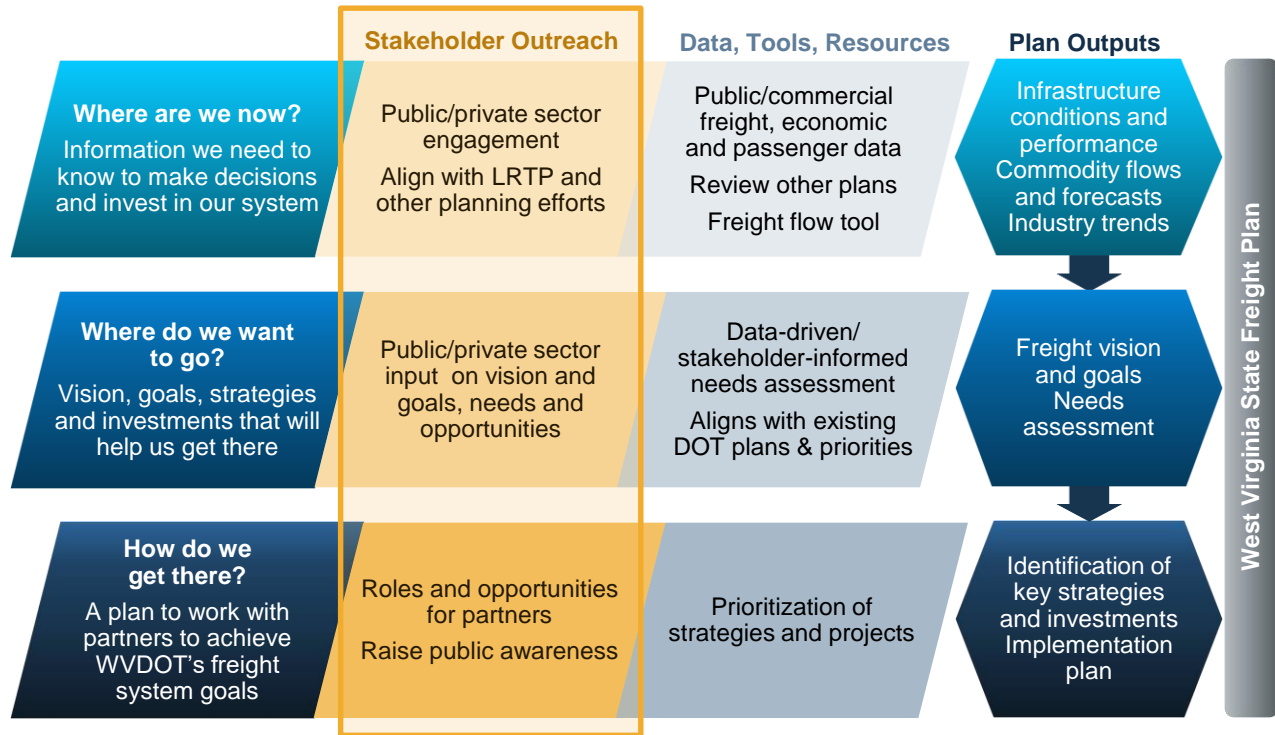 Stakeholder Outreach
Data, Tools, Resources
Plan Outputs
Where are we now?
Information we need to
know to make decisions
and invest in our system
Public/private sector
engagement
Align with LRTP and
other planning efforts
Public/commercial
freight, economic
and passenger data
Review other plans
Freight flow tool
Infrastructure
conditions and
performance
Commodity flows
and forecasts
Industry trends
Where do we want
to go?
Vision, goals, strategies
and investments that will
help us get there
Public/private sector
input on vision and
goals, needs and
opportunities
Data-driven/
stakeholder-informed
needs assessment
Aligns with existing
DOT plans & priorities
Freight vision
and goals
Needs
assessment
How do we
get there?
A plan to work with
partners to achieve
WVDOT’s freight
system goals
Roles and opportunities
for partners
Raise public awareness
Prioritization of
strategies and projects
Identification of
key strategies
and investments
Implementation
plan
West Virginia State Freight Plan